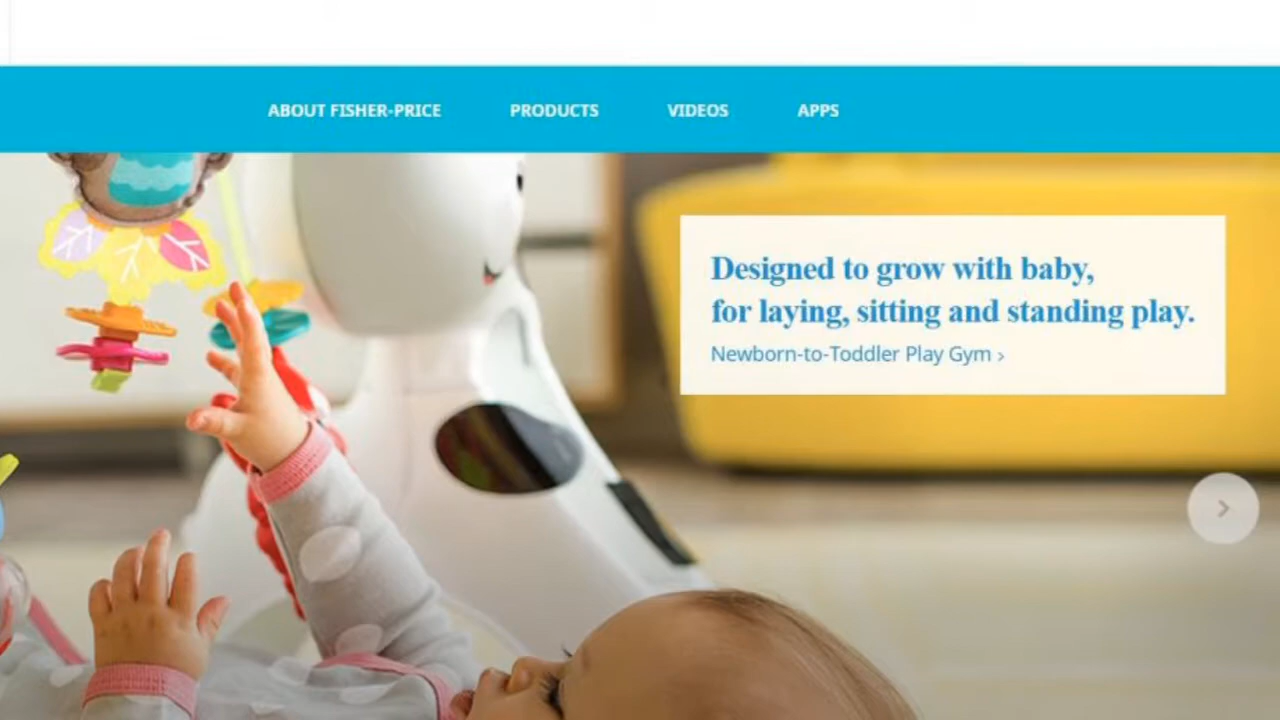 ABOUT FISHER-PRICE PRODUCTS VIDEOS APPS
Designed to grow with baby,
for laying, sitting and standing play.
Newborn-to-Toddler Play Gym ›